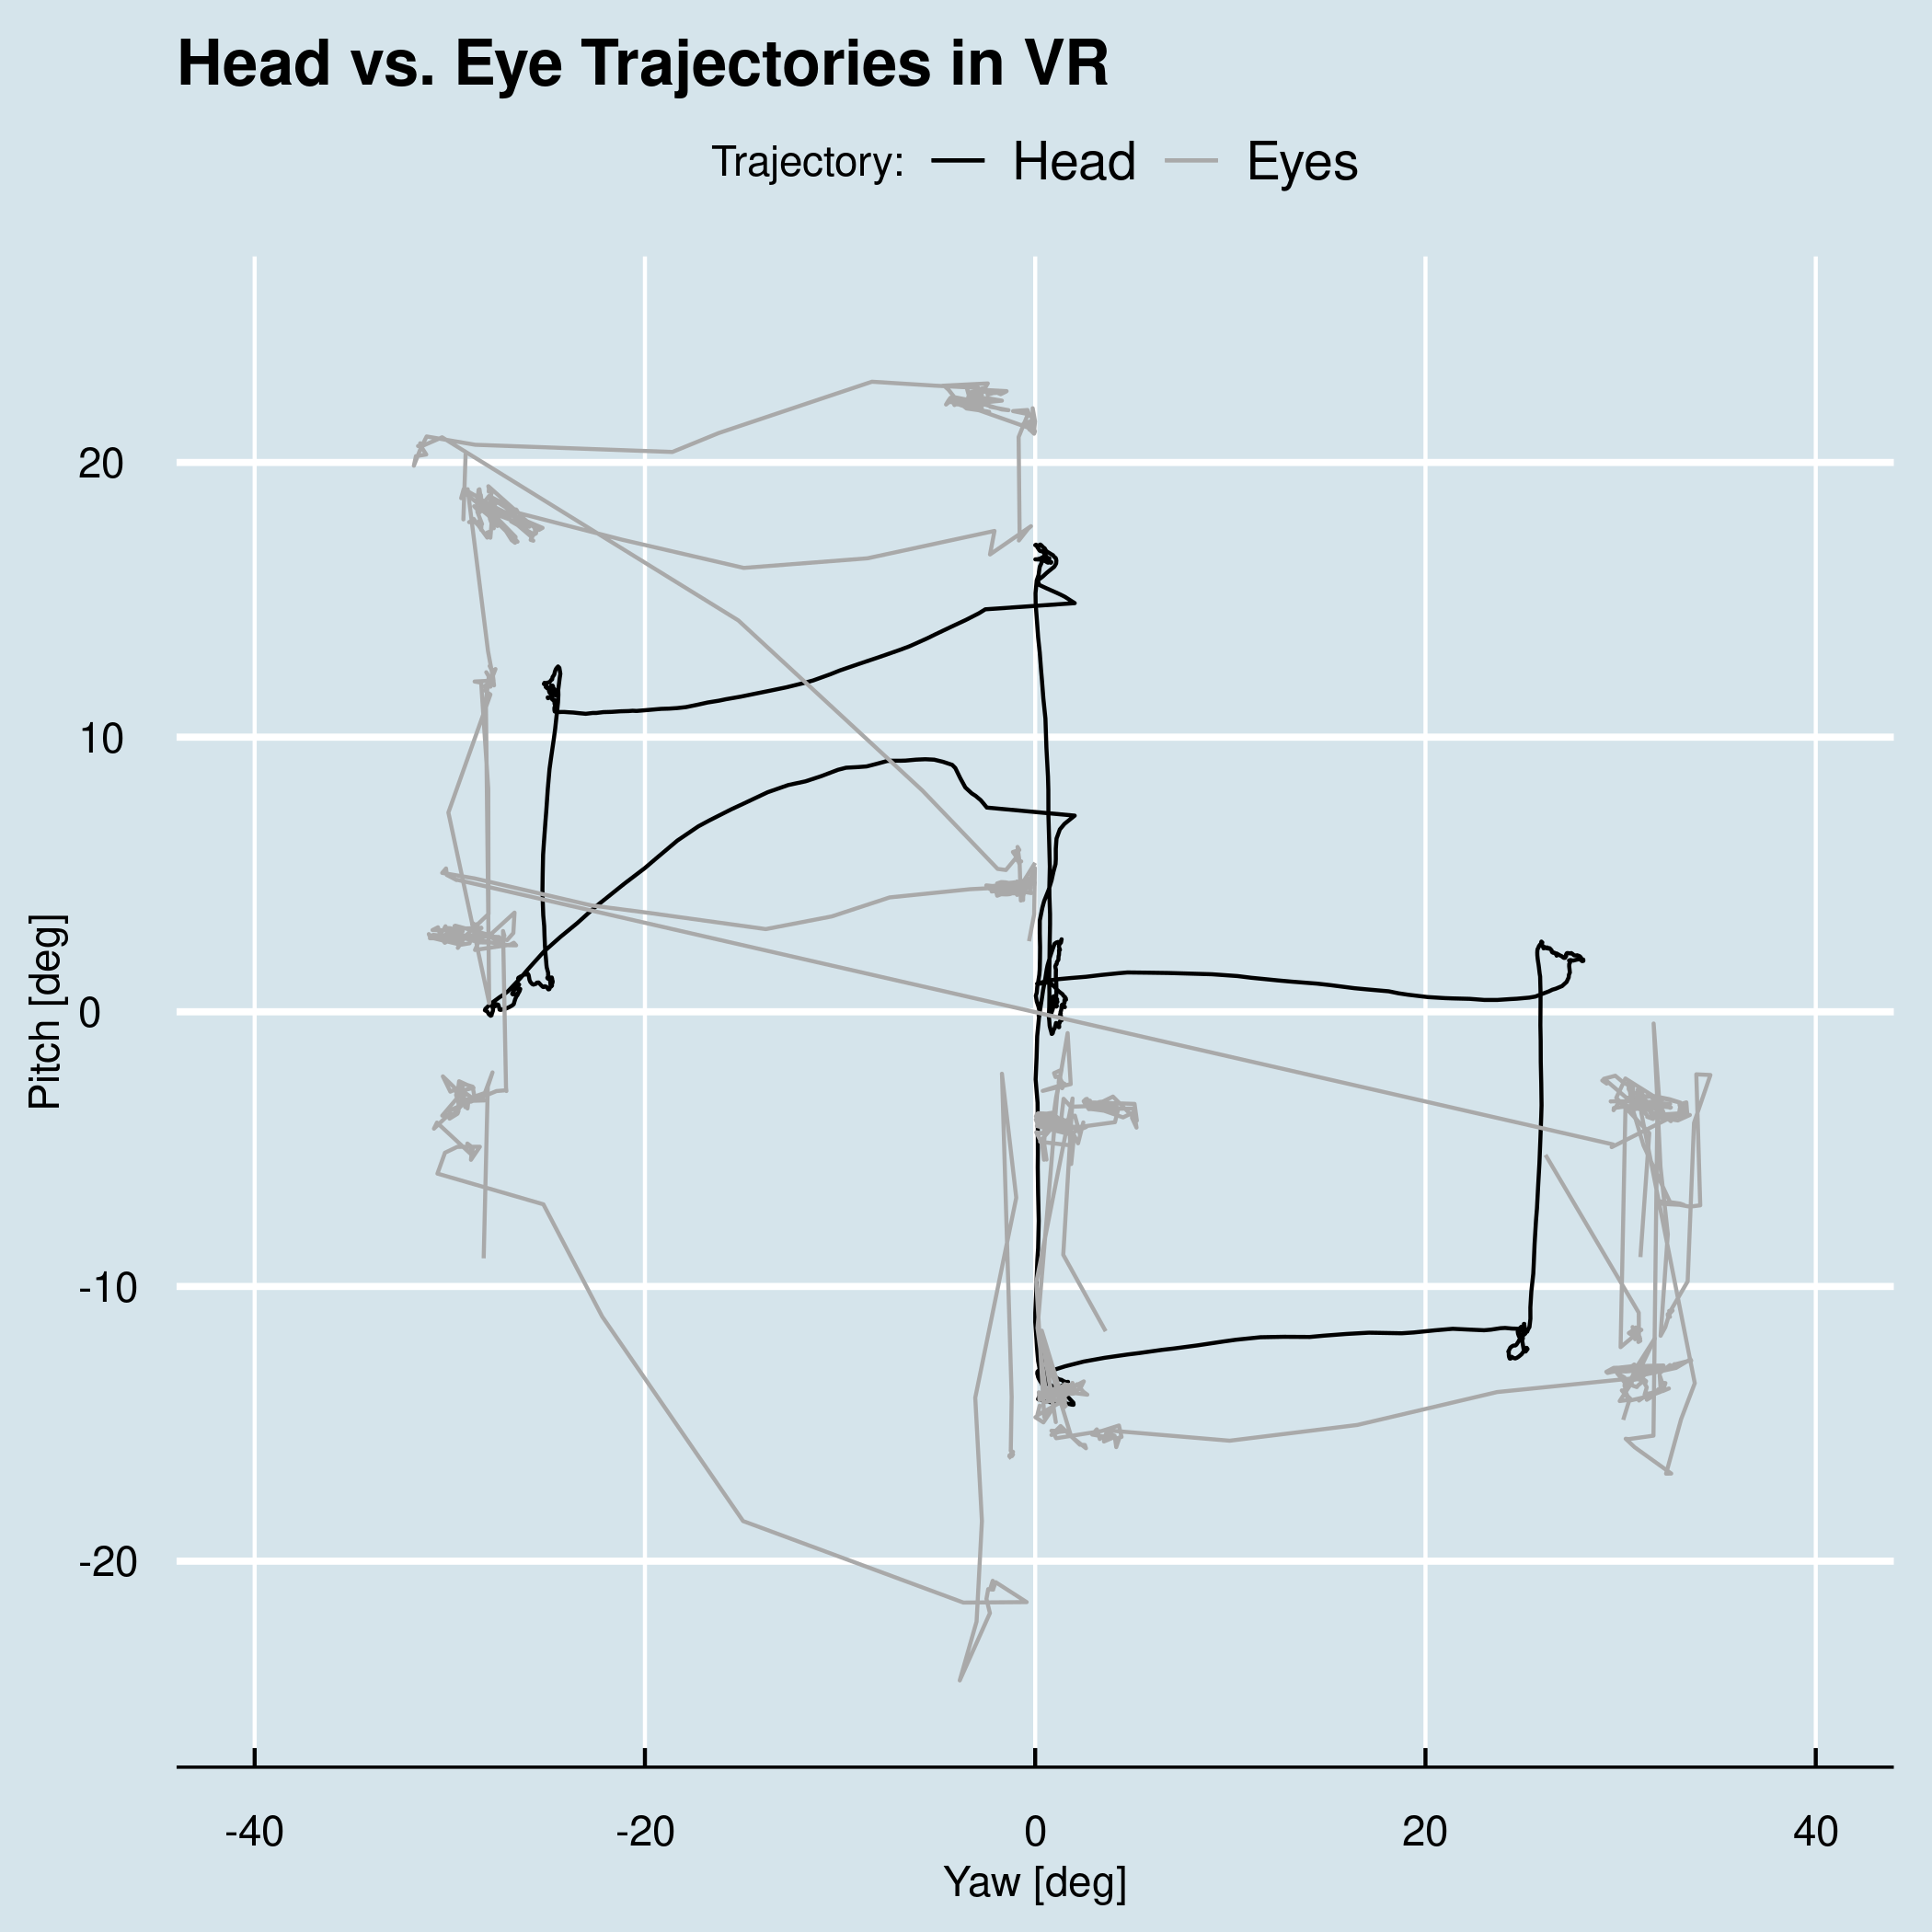 Head vs. Eye Trajectories in VR
Trajectory: Head Eyes
Pitch [deg]
20
10
0
-10
-20
-40 -20 0 20 40
Yaw [deg]